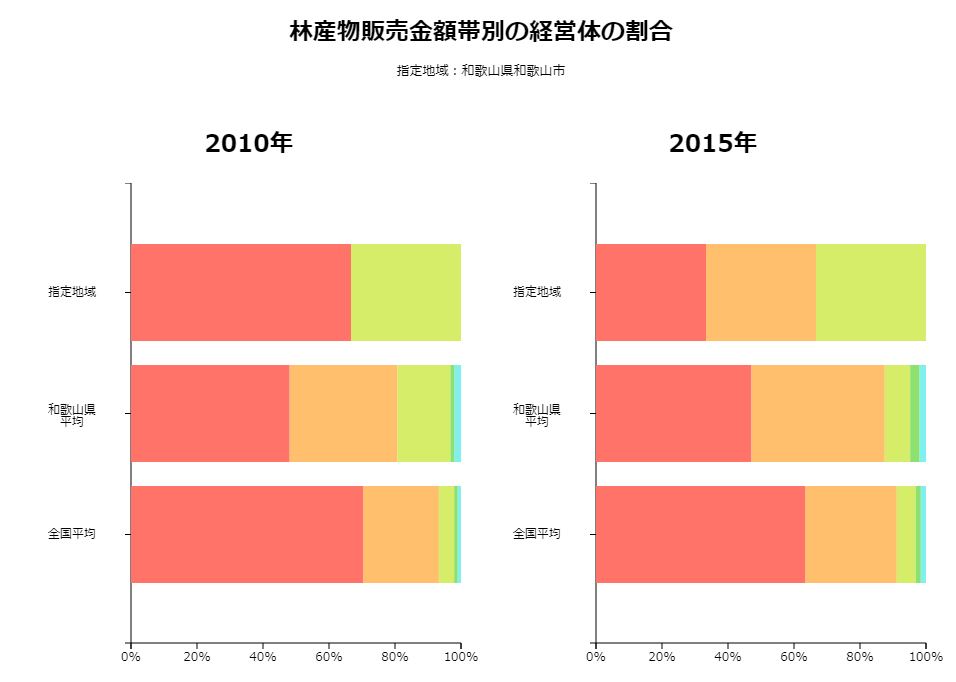 林産物販売金額帯別の経営体の割合
指定地域：和歌山県和歌山市
2010年
指定地域
和歌山県
平均
全国平均
0%
20%
40%
60%
80%
100%
2015年
指定地域
和歌山県
平均
全国平均
0%
20%
40%
60%
80%
100%